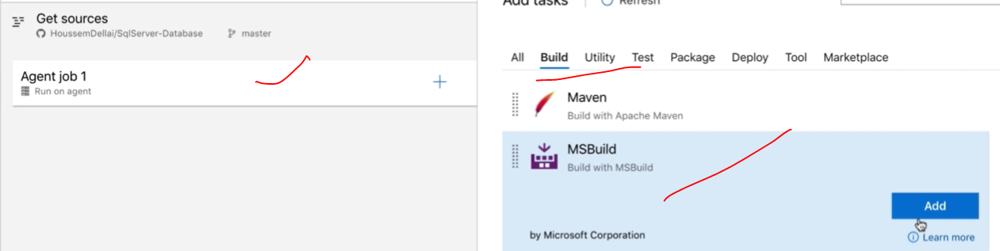 Get sources
HoussemDellai/SqlServer-Database master
Agent job 1
Run on agent
Add tasks Refresh
All Build Utility Test Package Deploy Tool Marketplace
Maven
Build with Apache Maven
MSBuild
Build with MSBuild
Add
by Microsoft Corporation
Learn more